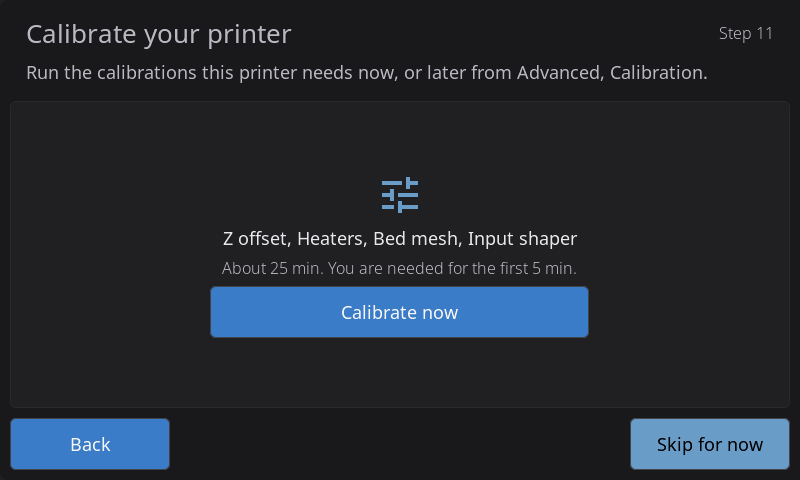 Calibrate your printer
Step 11
Run the calibrations this printer needs now, or later from Advanced, Calibration.
Z offset, Heaters, Bed mesh, Input shaper
About 25 min. You are needed for the first 5 min.
Calibrate now
Back
Skip for now